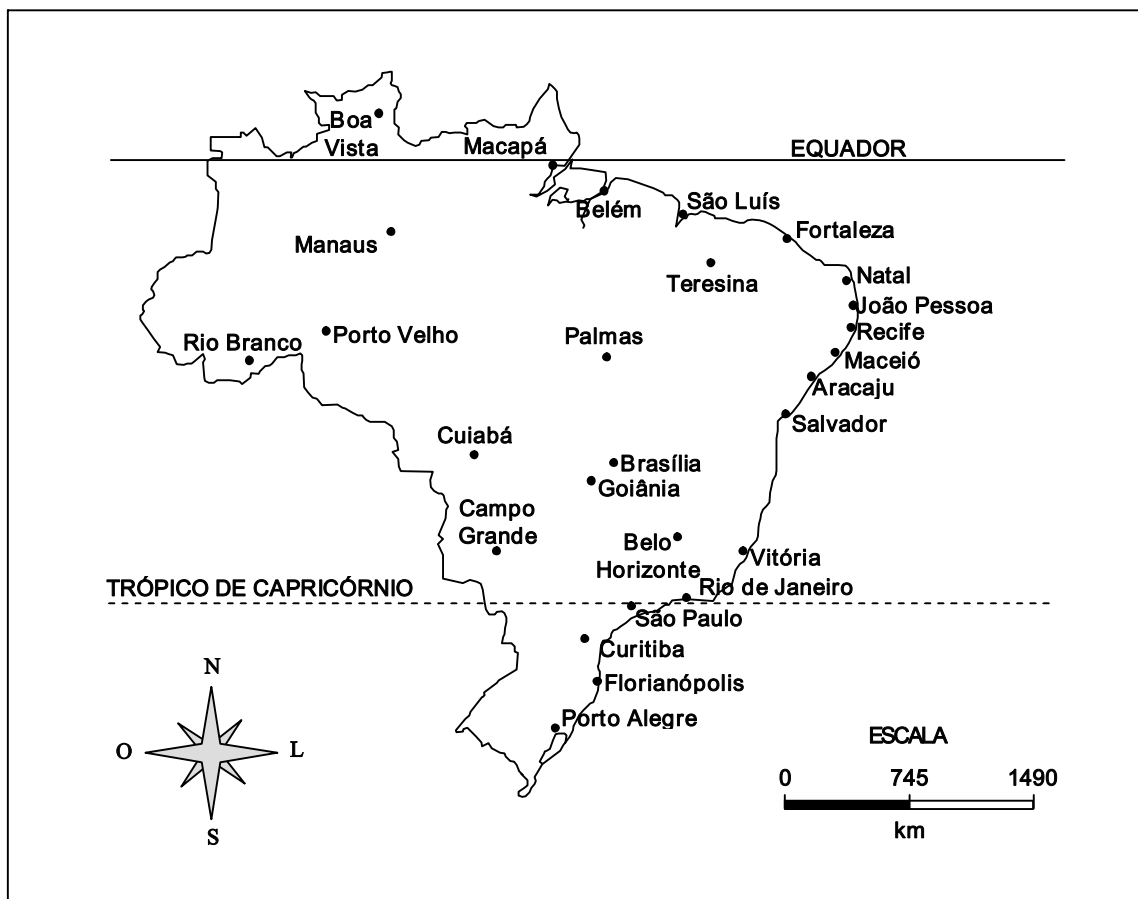 Boa
Vista
Macapá
EQUADOR
Belém
São Luís
Fortaleza
Manaus
Teresina
Natal
João Pessoa
Recife
Rio Branco
Porto Velho
Palmas
Maceió
Aracaju
Salvador
Cuiabá
Brasília
Goiânia
Campo
Grande
Belo
Horizonte
Vitória
TRÓPICO DE CAPRICÓRNIO
Rio de Janeiro
São Paulo
Curitiba
Florianópolis
Porto Alegre
N
O
L
S
ESCALA
0 745 1490
km